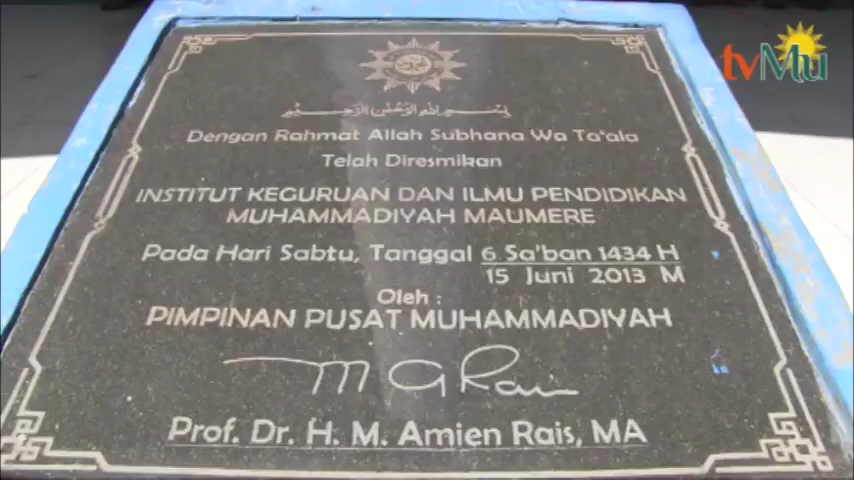 tvMu
بسم الله الرحمن الرحيم
Dengan Rahmat Allah Subhana Wa Ta'ala
Telah Diresmikan
INSTITUT KEGURUAN DAN ILMU PENDIDIKAN
MUHAMMADIYAH MAUMERE
Pada Hari Sabtu, Tanggal 6 Sa'ban 1434 H
15 Juni 2013 M
Oleh :
PIMPINAN PUSAT MUHAMMADIYAH
Prof. Dr. H. M. Amien Rais, MA